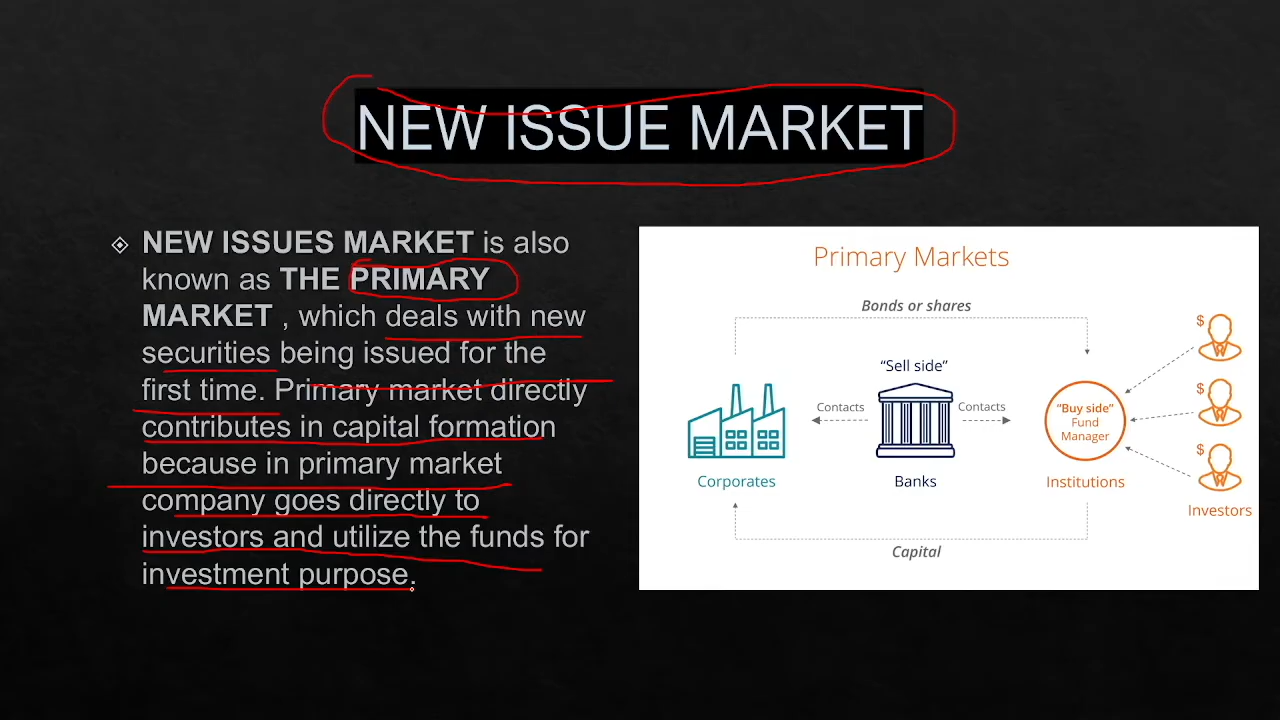 NEW ISSUE MARKET
NEW ISSUES MARKET is also
known as THE PRIMARY
MARKET , which deals with new
securities being issued for the
first time. Primary market directly
contributes in capital formation
because in primary market
company goes directly to
investors and utilize the funds for
investment purpose.
Primary Markets
Bonds or shares
$
"Sell side"
$
Contacts
Contacts
"Buy side"
Fund
Manager
$
Corporates
Banks
Institutions
Investors
Capital